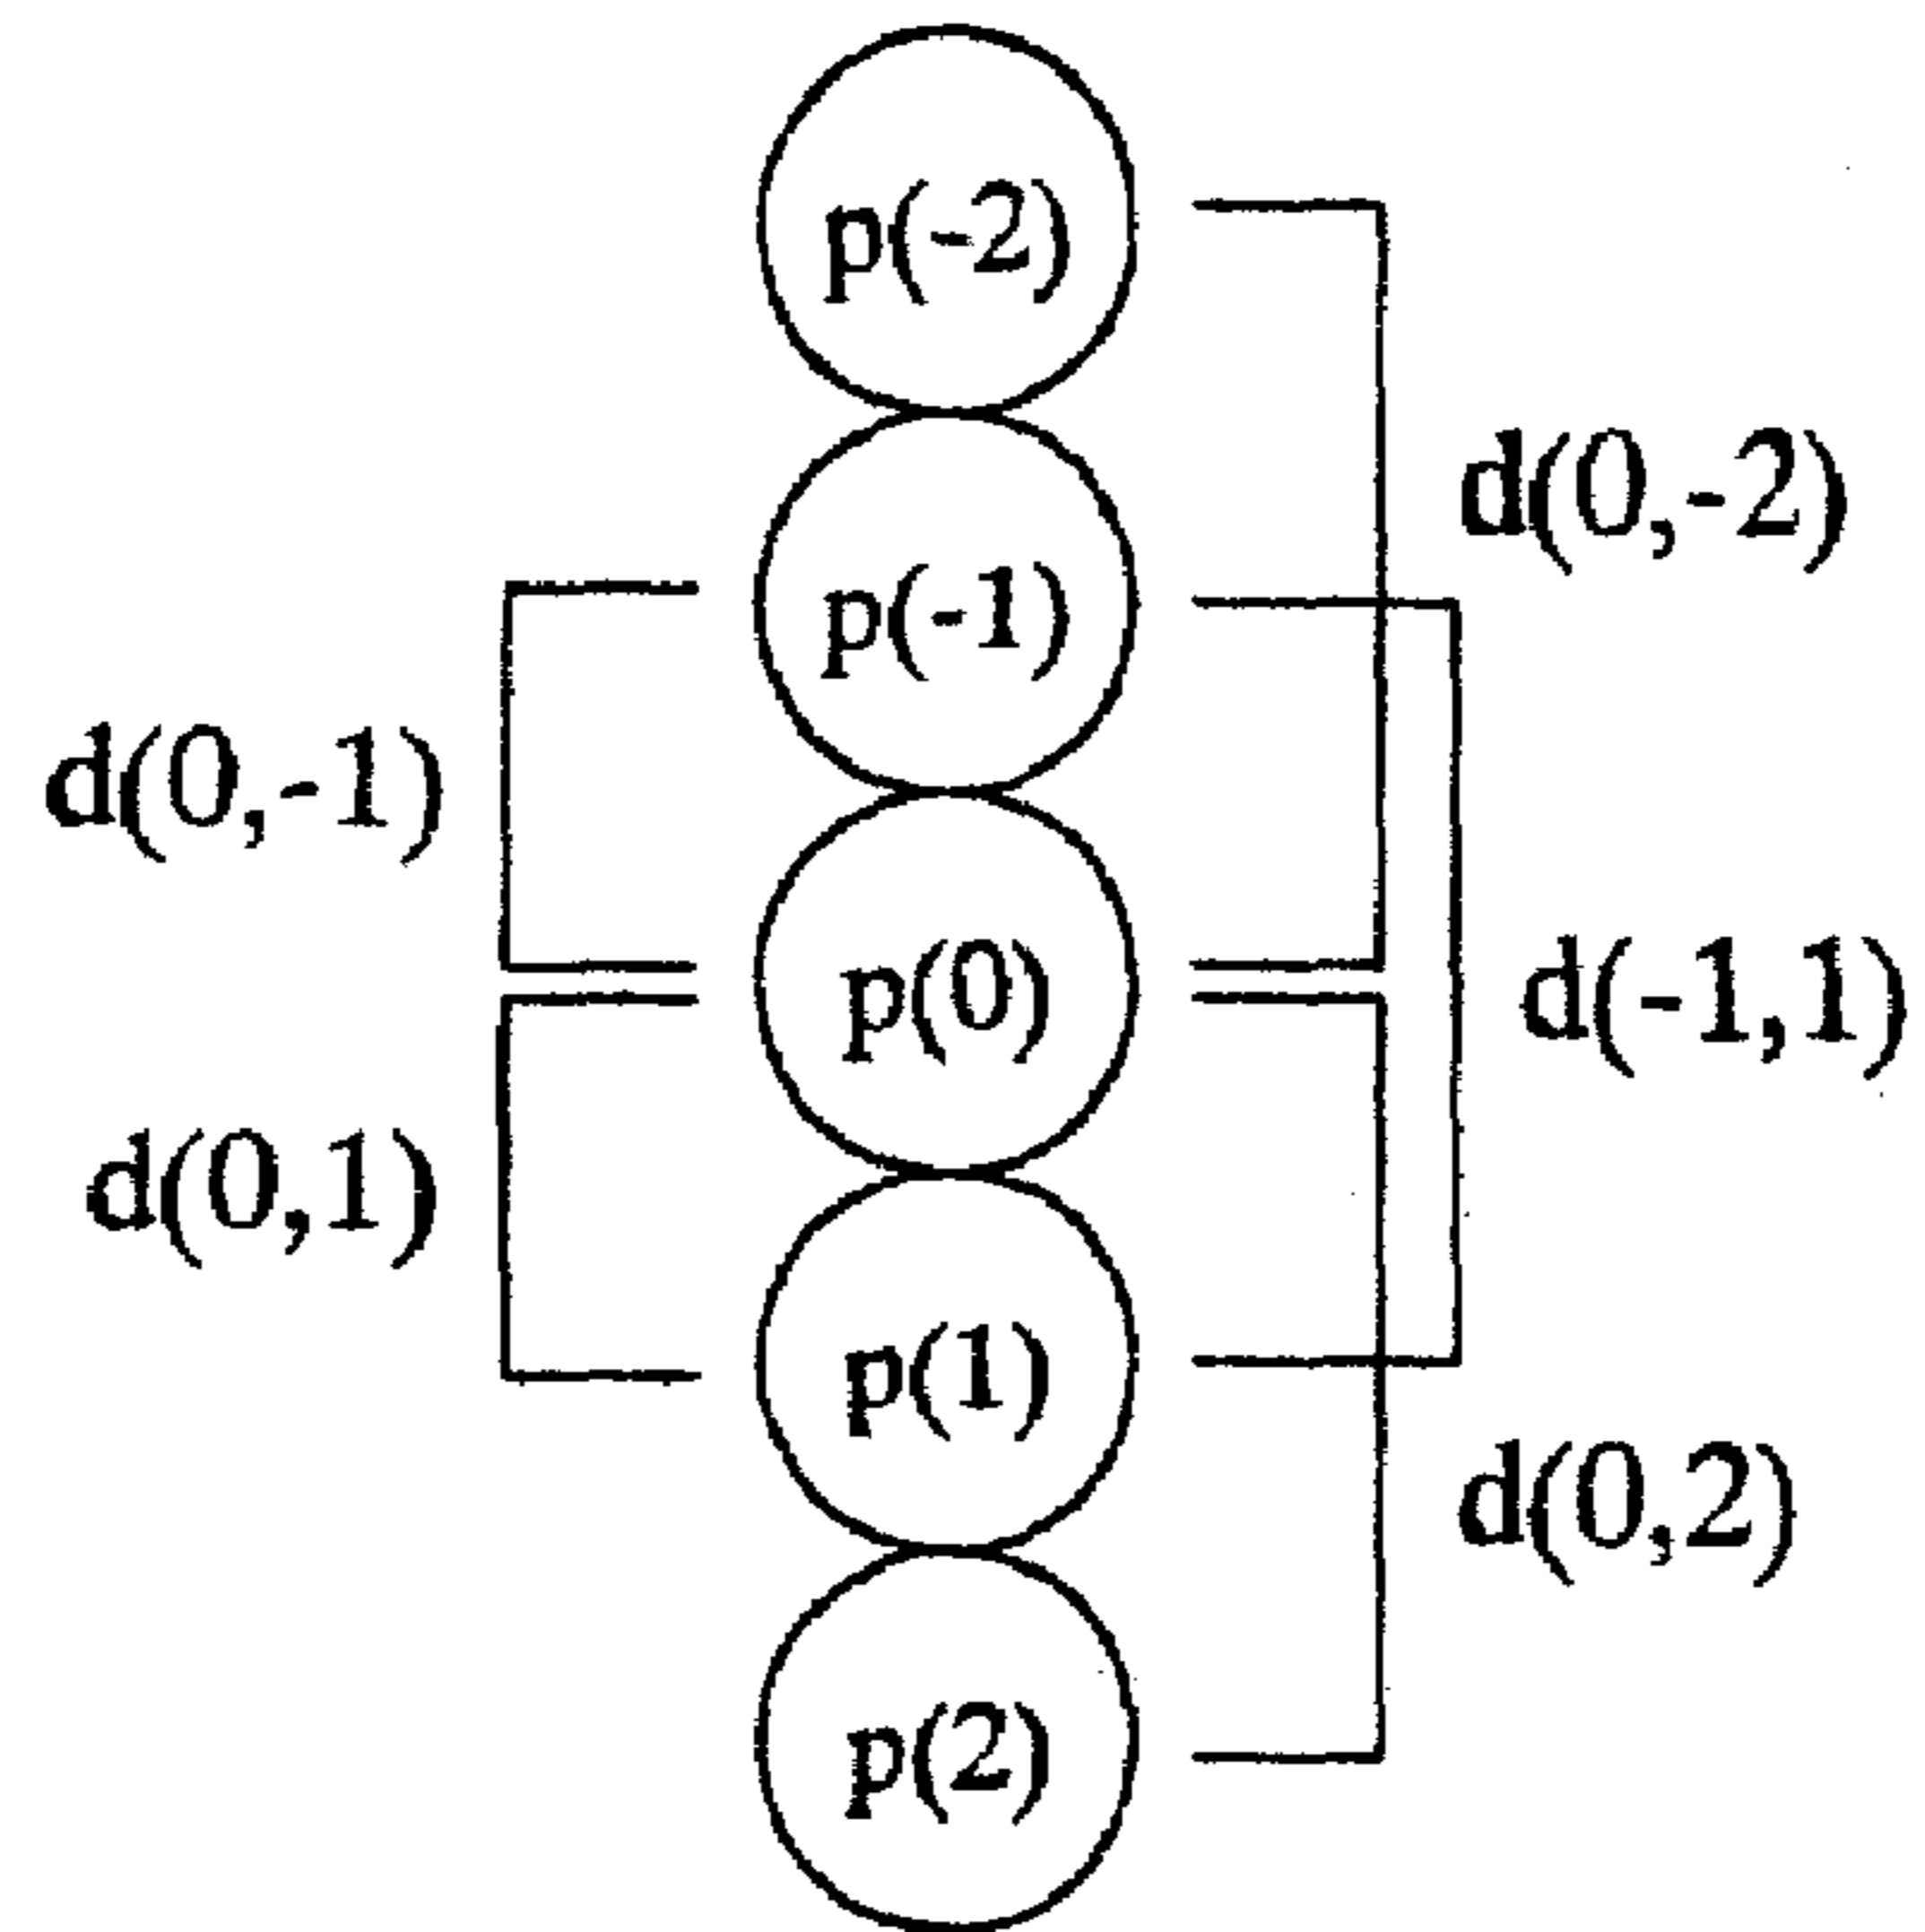 p(-2)
d(0,-2)
p(-1)
d(0,-1)
p(0)
d(-1,1)
d(0,1)
p(1)
d(0,2)
p(2)